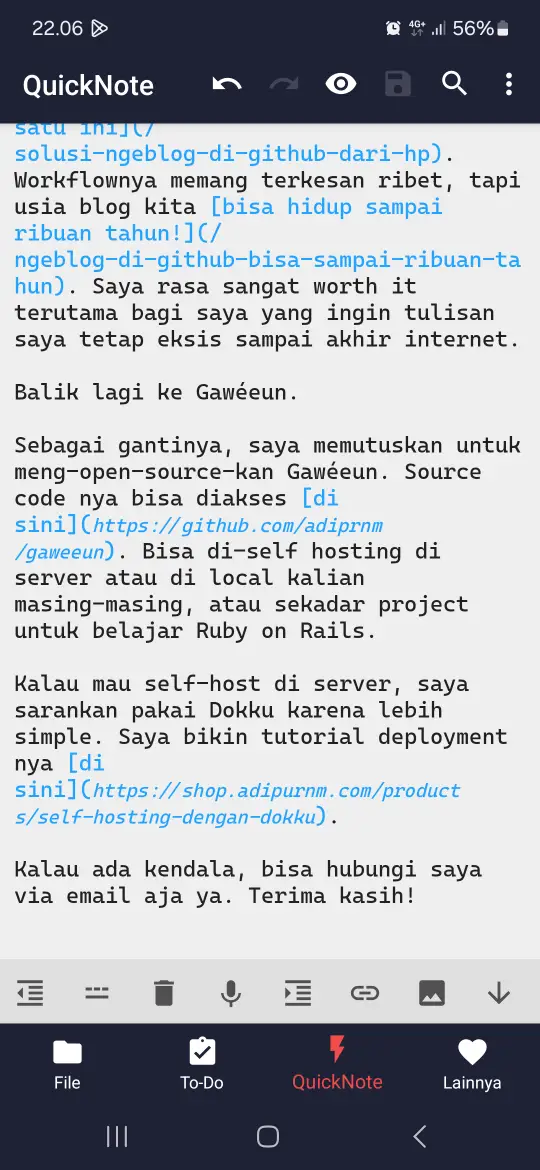 22.06
4G+
56%
QuickNote
satu ini](/
solusi-ngeblog-di-github-dari-hp).
Workflownya memang terkesan ribet, tapi
usia blog kita [bisa hidup sampai
ribuan tahun!](/
ngeblog-di-github-bisa-sampai-ribuan-ta
hun). Saya rasa sangat worth it
terutama bagi saya yang ingin tulisan
saya tetap eksis sampai akhir internet.
Balik lagi ke Gawéeun.
Sebagai gantinya, saya memutuskan untuk
meng-open-source-kan Gawéeun. Source
code nya bisa diakses [di
sini](https://github.com/adiprnm
/gaweeun). Bisa di-self hosting di
server atau di local kalian
masing-masing, atau sekadar project
untuk belajar Ruby on Rails.
Kalau mau self-host di server, saya
sarankan pakai Dokku karena lebih
simple. Saya bikin tutorial deployment
nya [di
sini](https://shop.adipurnm.com/product
s/self-hosting-dengan-dokku).
Kalau ada kendala, bisa hubungi saya
via email aja ya. Terima kasih!
File
To-Do
QuickNote
Lainnya